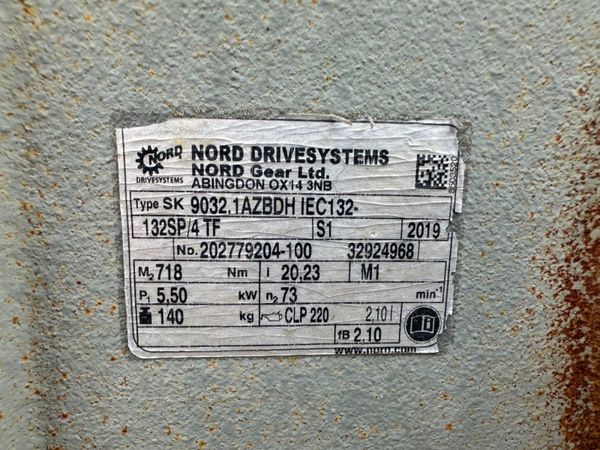 NORD
DRIVESYSTEMS
NORD DRIVESYSTEMS
NORD Gear Ltd.
ABINGDON OX14 3NB
Type SK 9032.1AZBDH IEC132-
132SP/4 TF S1 2019
No. 202779204-100 32924968
M2 718 Nm i 20,23 M1
P1 5,50 kW n2 73 min-1
140 kg CLP 220 2,10 l
fB 2,10
www.nord.com